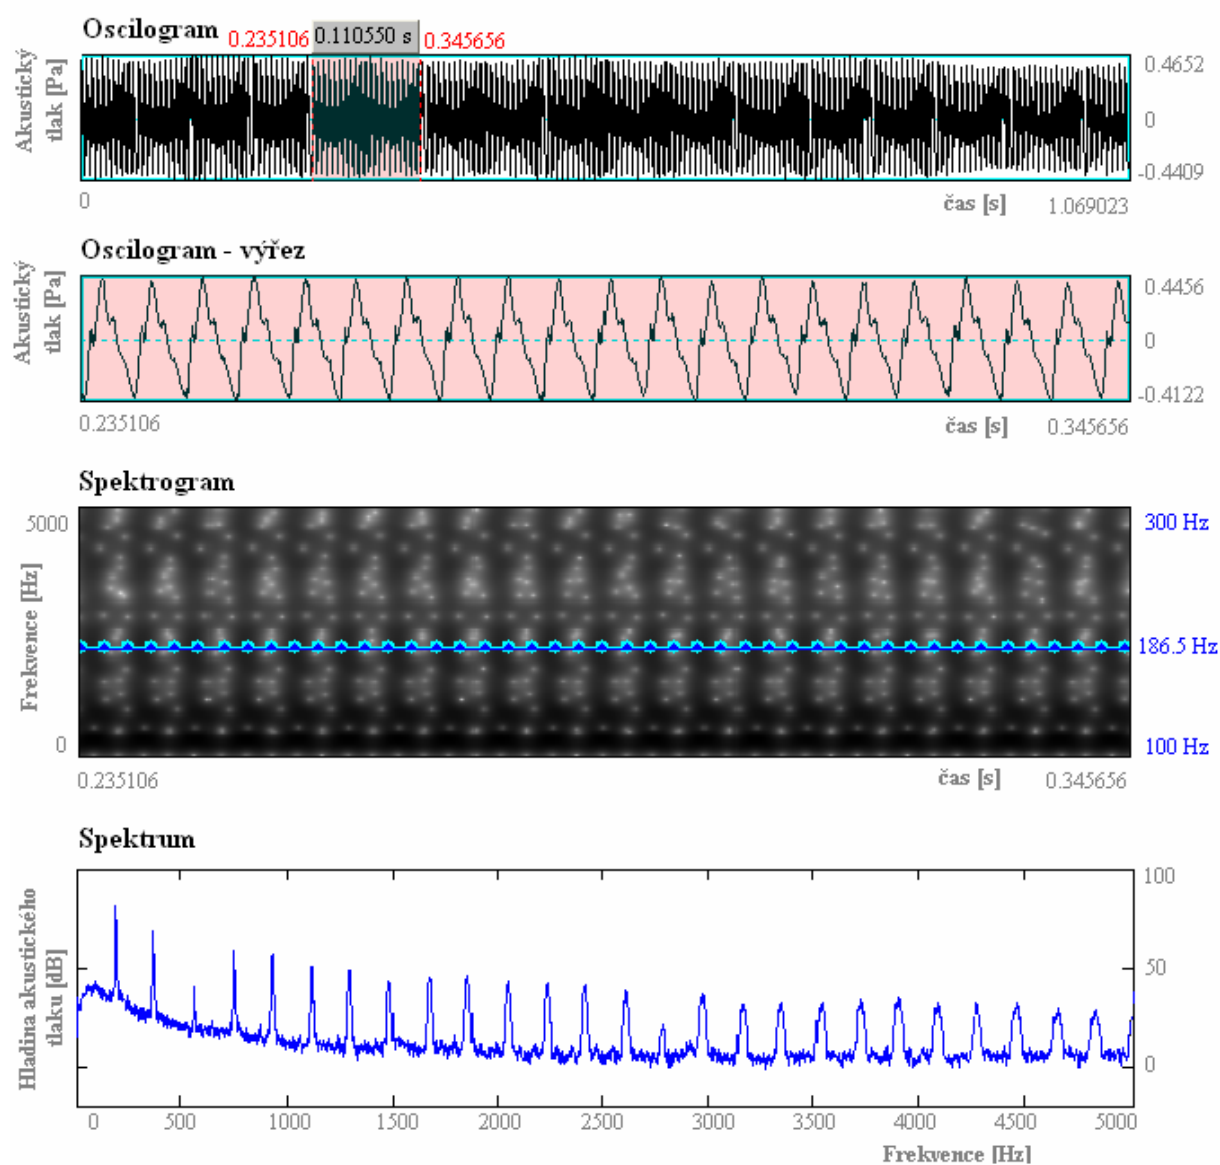 Oscilogram 0.235106 0.110550 s 0.345656
Akustický
tlak [Pa]
0.4652
0
-0.4409
0 čas [s] 1.069023
Oscilogram - výřez
Akustický
tlak [Pa]
0.4456
0
-0.4122
0.235106 čas [s] 0.345656
Spektrogram
Frekvence [Hz]
5000 300 Hz
186.5 Hz
0 100 Hz
0.235106 čas [s] 0.345656
Spektrum
Hladina akustického
tlaku [dB]
100
50
0
0 500 1000 1500 2000 2500 3000 3500 4000 4500 5000
Frekvence [Hz]